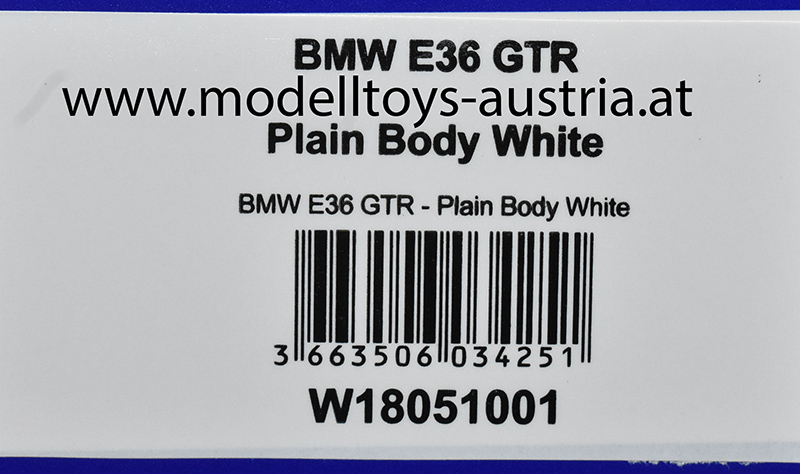 BMW E36 GTR
www.modelltoys-austria.at
Plain Body White
BMW E36 GTR - Plain Body White
3 663506 034251
W18051001